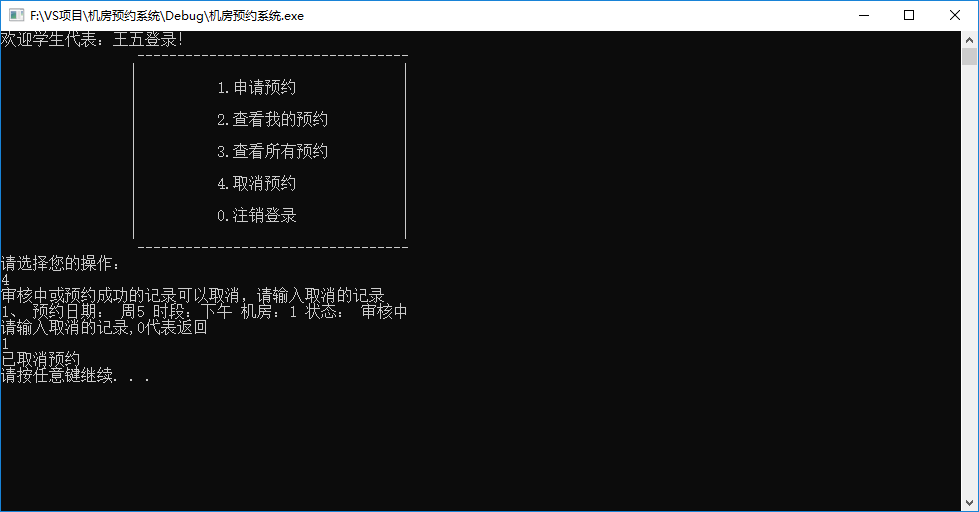 F:\VS项目\机房预约系统\Debug\机房预约系统.exe
欢迎学生代表：王五登录!
----------------------------------
1.申请预约
2.查看我的预约
3.查看所有预约
4.取消预约
0.注销登录
----------------------------------
请选择您的操作：
4
审核中或预约成功的记录可以取消，请输入取消的记录
1、 预约日期： 周5 时段：下午 机房：1 状态： 审核中
请输入取消的记录,0代表返回
1
已取消预约
请按任意键继续. . .